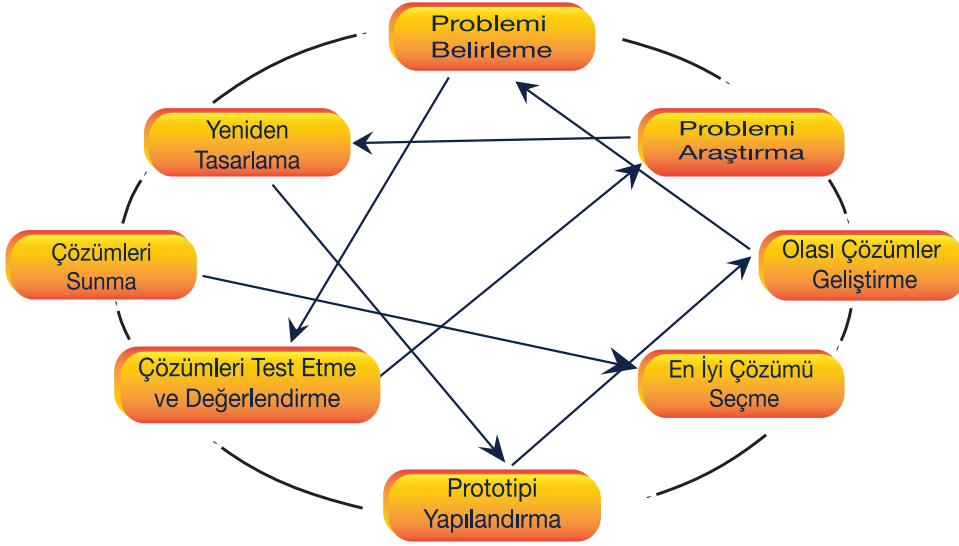 Problemi
Belirleme
Yeniden
Tasarlama
Problemi
Araştırma
Çözümleri
Sunma
Olası Çözümler
Geliştirme
Çözümleri Test Etme
ve Değerlendirme
En İyi Çözümü
Seçme
Prototipi
Yapılandırma